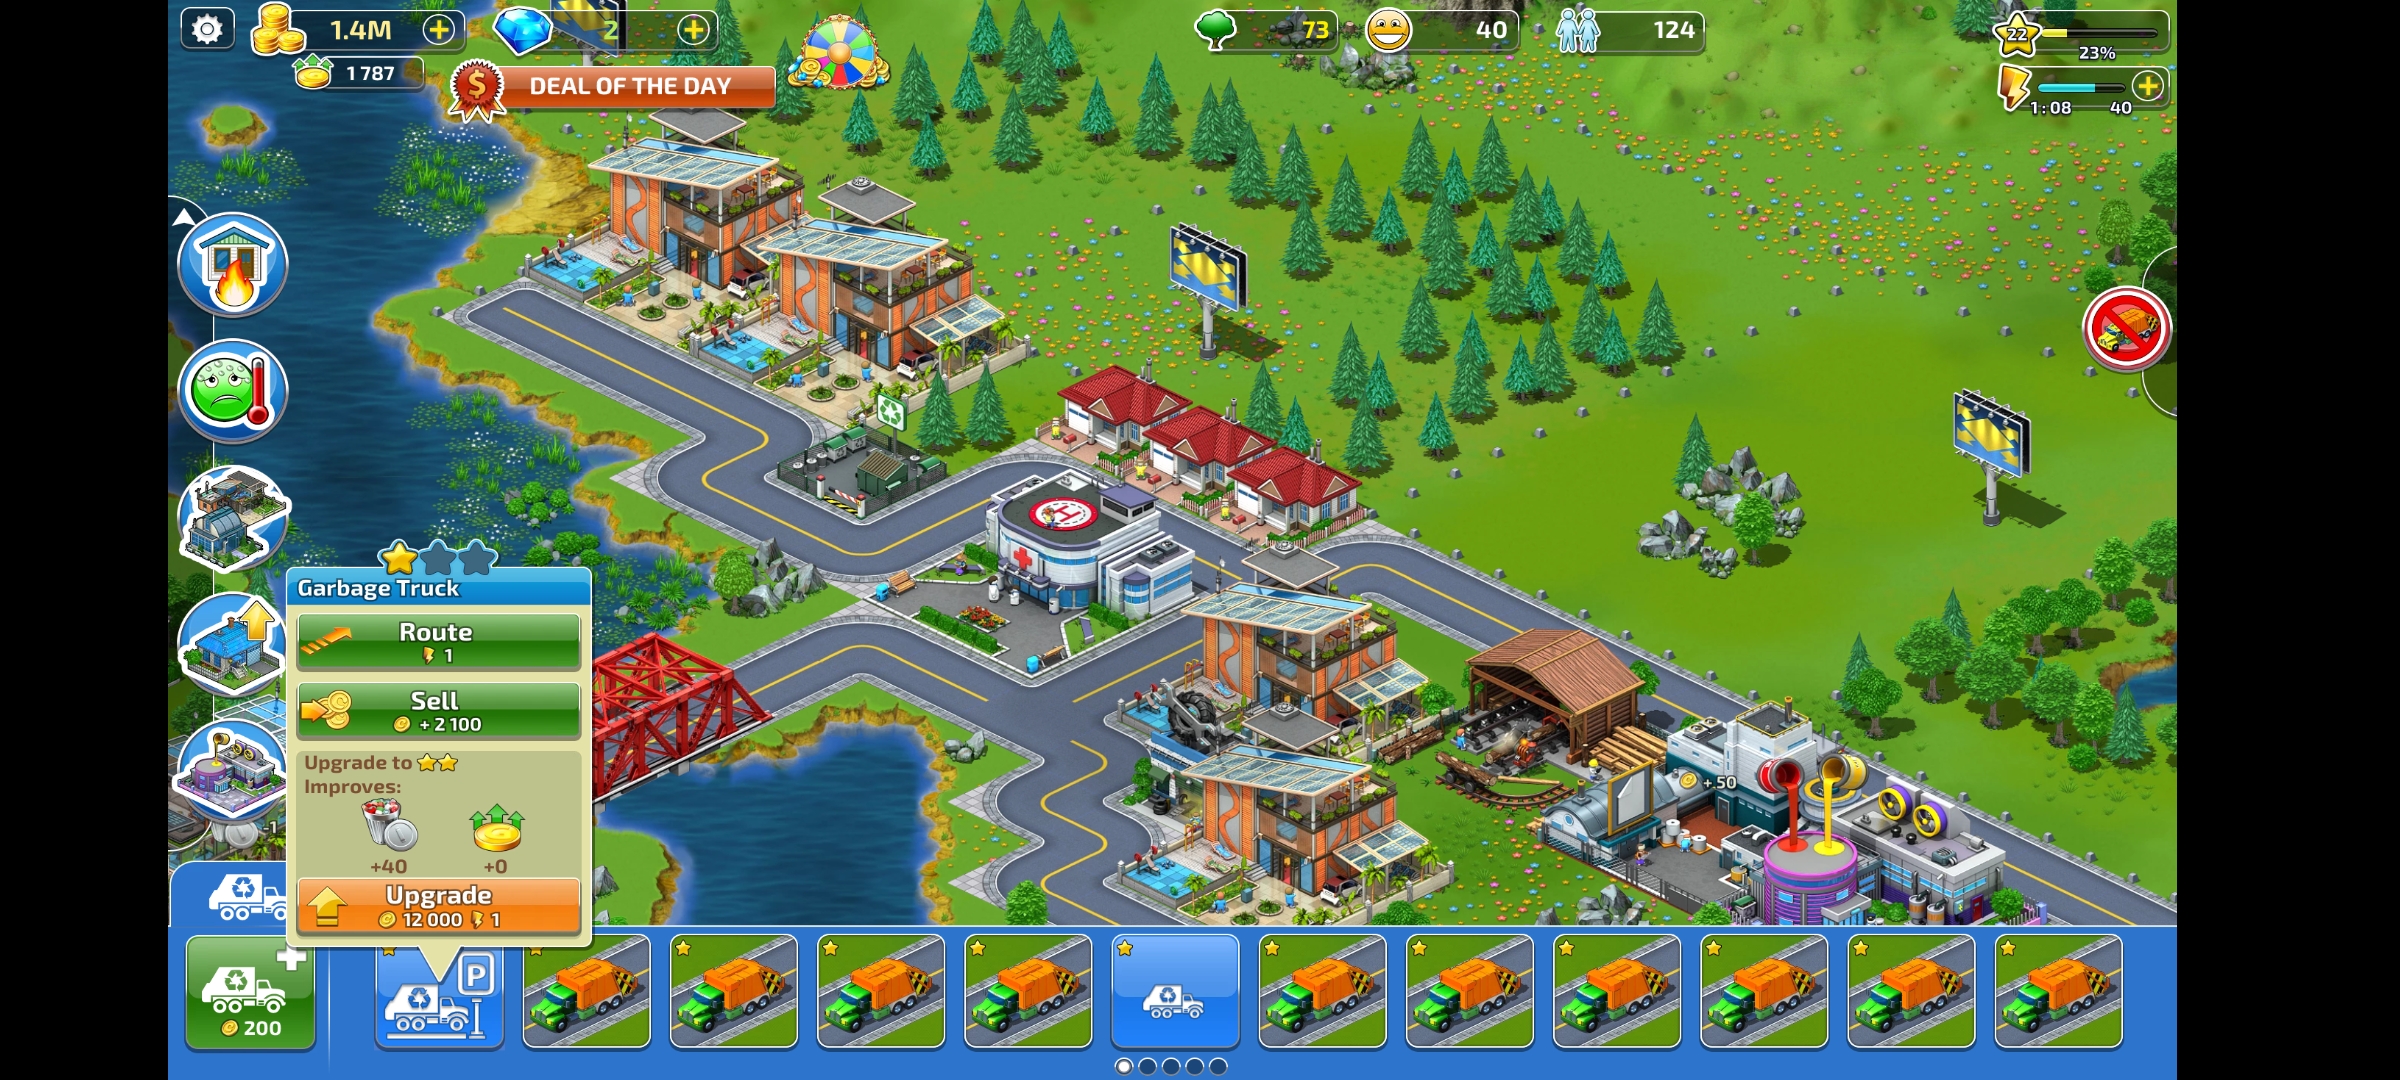 1.4M
2
73
40
124
22
23%
1 787
DEAL OF THE DAY
1:08
40
Garbage Truck
Route
1
Sell
+ 2 100
Upgrade to
Improves:
+40
+0
Upgrade
12 000
1
-1
+50
H
P
200